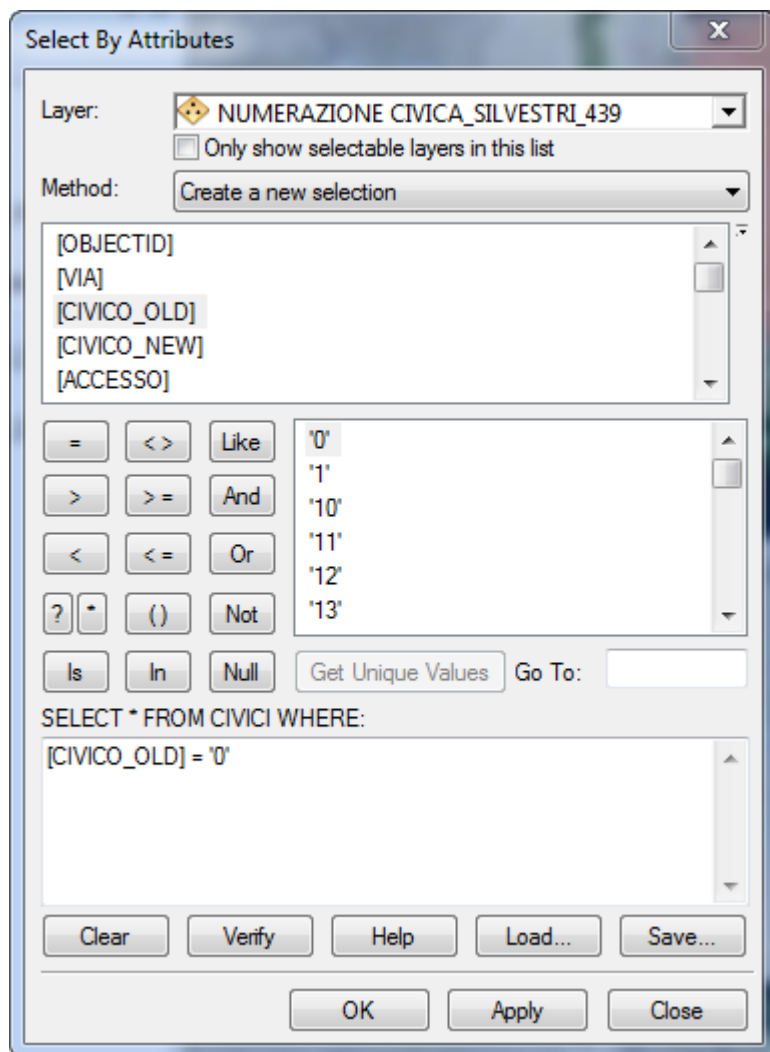 Select By Attributes
Layer: NUMERAZIONE CIVICA_SILVESTRI_439
Only show selectable layers in this list
Method: Create a new selection
[OBJECTID]
[VIA]
[CIVICO_OLD]
[CIVICO_NEW]
[ACCESSO]
= < > Like '0'
'1'
> > = And '10'
'11'
< < = Or '12'
? * ( ) Not '13'
Is In Null Get Unique Values Go To:
SELECT * FROM CIVICI WHERE:
[CIVICO_OLD] = '0'
Clear Verify Help Load... Save...
OK Apply Close